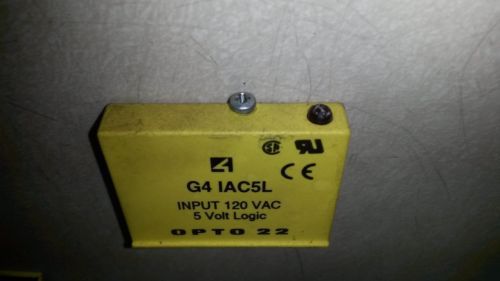 G4 IAC5L
INPUT 120 VAC
5 Volt Logic
OPTO 22